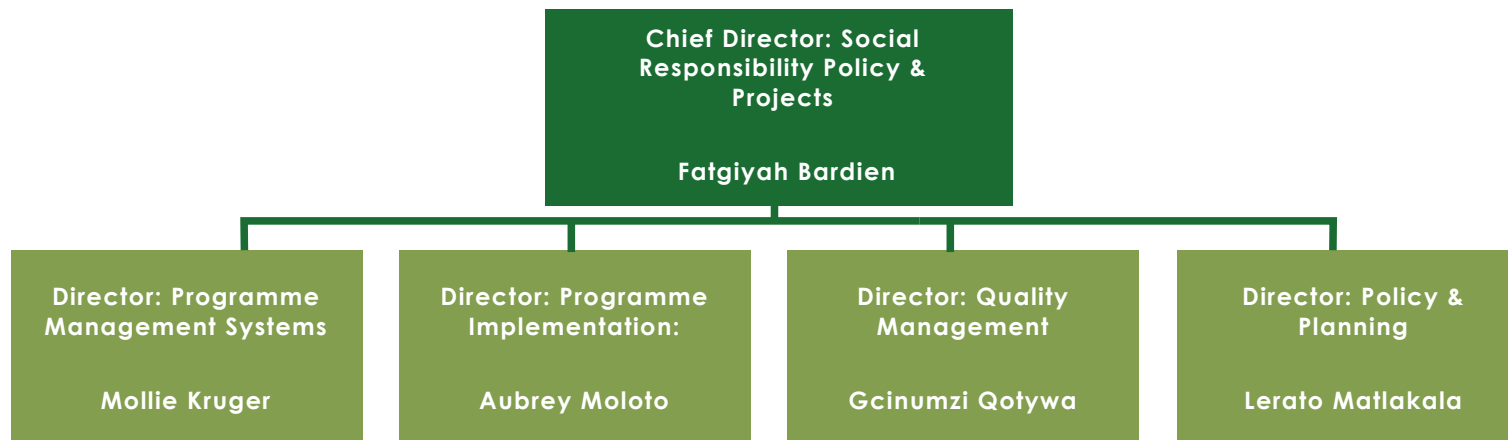 Chief Director: Social
Responsibility Policy &
Projects
Fatgiyah Bardien
Director: Programme
Management Systems
Mollie Kruger
Director: Programme
Implementation:
Aubrey Moloto
Director: Quality
Management
Gcinumzi Qotywa
Director: Policy &
Planning
Lerato Matlakala